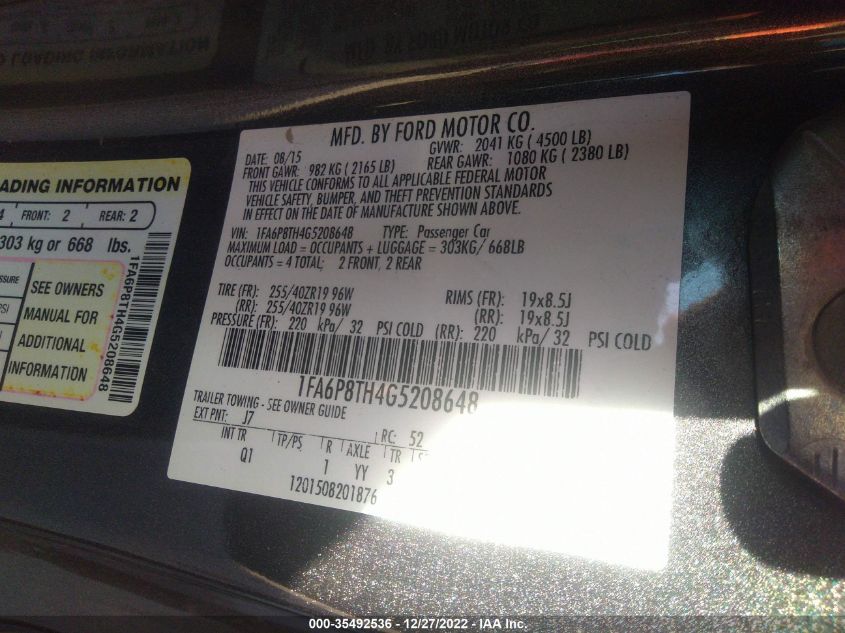 LOADING INFORMATION
MFD. BY FORD MOTOR CO.
DATE: 08/15
GVWR: 2041 KG ( 4500 LB)
FRONT GAWR: 982 KG ( 2165 LB)
REAR GAWR: 1080 KG ( 2380 LB)
THIS VEHICLE CONFORMS TO ALL APPLICABLE FEDERAL MOTOR
VEHICLE SAFETY, BUMPER, AND THEFT PREVENTION STANDARDS
IN EFFECT ON THE DATE OF MANUFACTURE SHOWN ABOVE.
VIN: 1FA6P8TH4G5208648 TYPE: Passenger Car
MAXIMUM LOAD = OCCUPANTS + LUGGAGE = 303KG/ 668LB
OCCUPANTS = 4 TOTAL; 2 FRONT, 2 REAR
TIRE (FR): 255/40ZR19 96W RIMS (FR): 19x8.5J
(RR): 255/40ZR19 96W (RR): 19x8.5J
PRESSURE (FR): 220 kPa/ 32 PSI COLD (RR): 220 kPa/ 32 PSI COLD
1FA6P8TH4G5208648
TRAILER TOWING - SEE OWNER GUIDE
EXT PNT: J7 RC: 52
INT TR TP/PS R AXLE TR
Q1 1 YY 3
1201508201876
ADING INFORMATION
4 FRONT: 2 REAR: 2
303 kg or 668 lbs.
SSURE
SEE OWNERS
PSI
MANUAL FOR
ADDITIONAL
INFORMATION
1FA6P8TH4G5208648
000-35492536 - 12/27/2022 - IAA Inc.